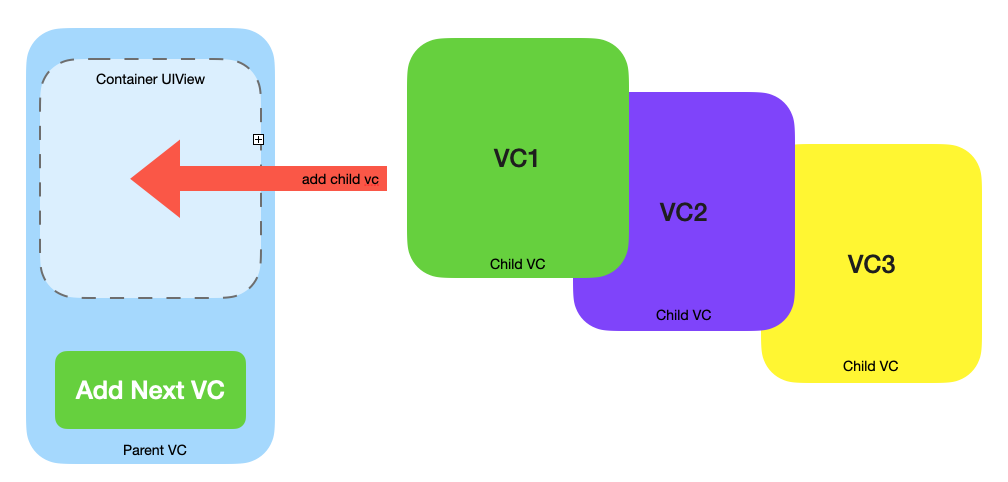 Container UIView
add child vc
Add Next VC
Parent VC
VC1
Child VC
VC2
Child VC
VC3
Child VC